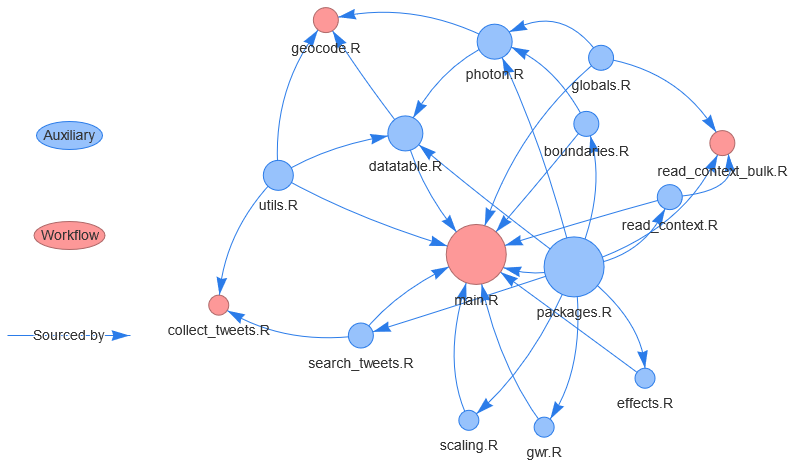 geocode.R
photon.R
globals.R
Auxiliary
boundaries.R
datatable.R
read_context_bulk.R
utils.R
read_context.R
Workflow
main.R
packages.R
collect_tweets.R
Sourced by
search_tweets.R
effects.R
scaling.R
gwr.R